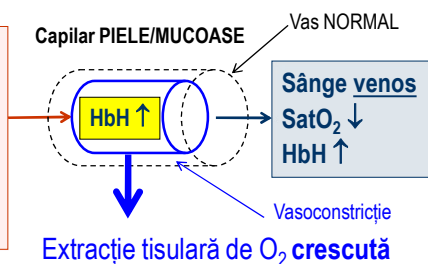 Vas NORMAL
Capilar PIELE/MUCOASE
HbH ↑
Sânge venos
SatO₂ ↓
HbH ↑
Vasoconstricție
Extracție tisulară de O₂ crescută